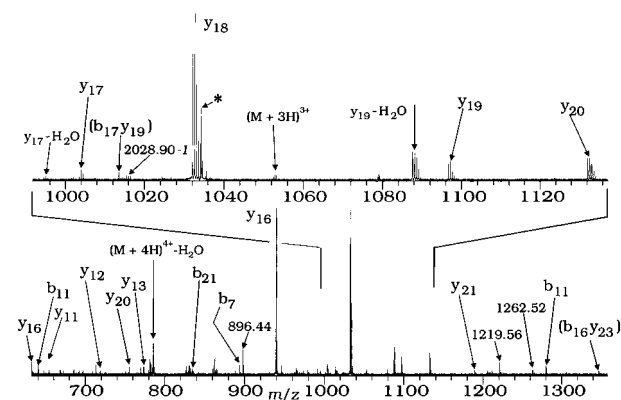 y18
*
y17
(b17y19)
y17-H2O
2028.90-1
(M + 3H)3+
y19-H2O
y19
y20
1000 1020 1040 1060 1080 1100 1120
y16
(M + 4H)4+-H2O
y12
y13
b21
b7
y20
b11
y11
y16
896.44
y21
1262.52
b11
1219.56
(b16y23)
700 800 900 1000 1100 1200 1300
m/z